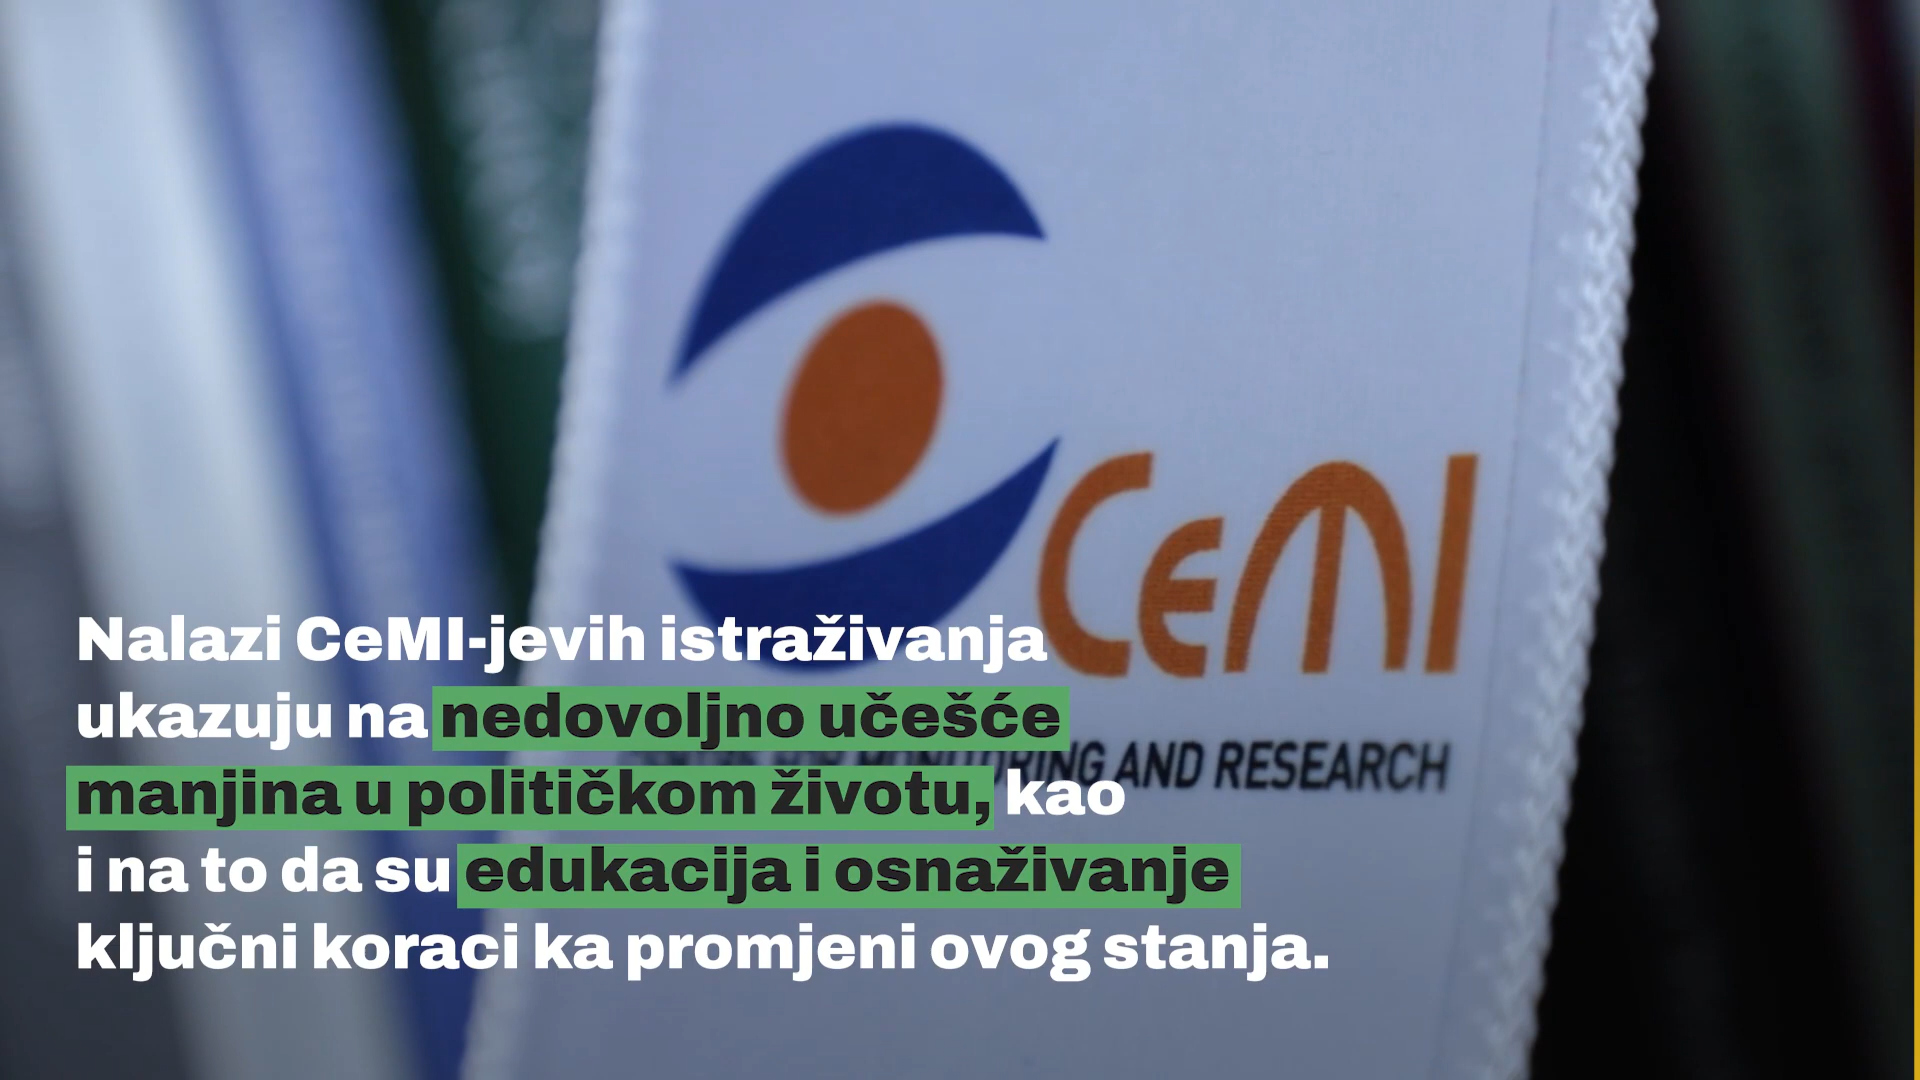 CeMI
RING AND RESEARCH
Nalazi CeMI-jevih istraživanja
ukazuju na nedovoljno učešće
manjina u političkom životu, kao
i na to da su edukacija i osnaživanje
ključni koraci ka promjeni ovog stanja.